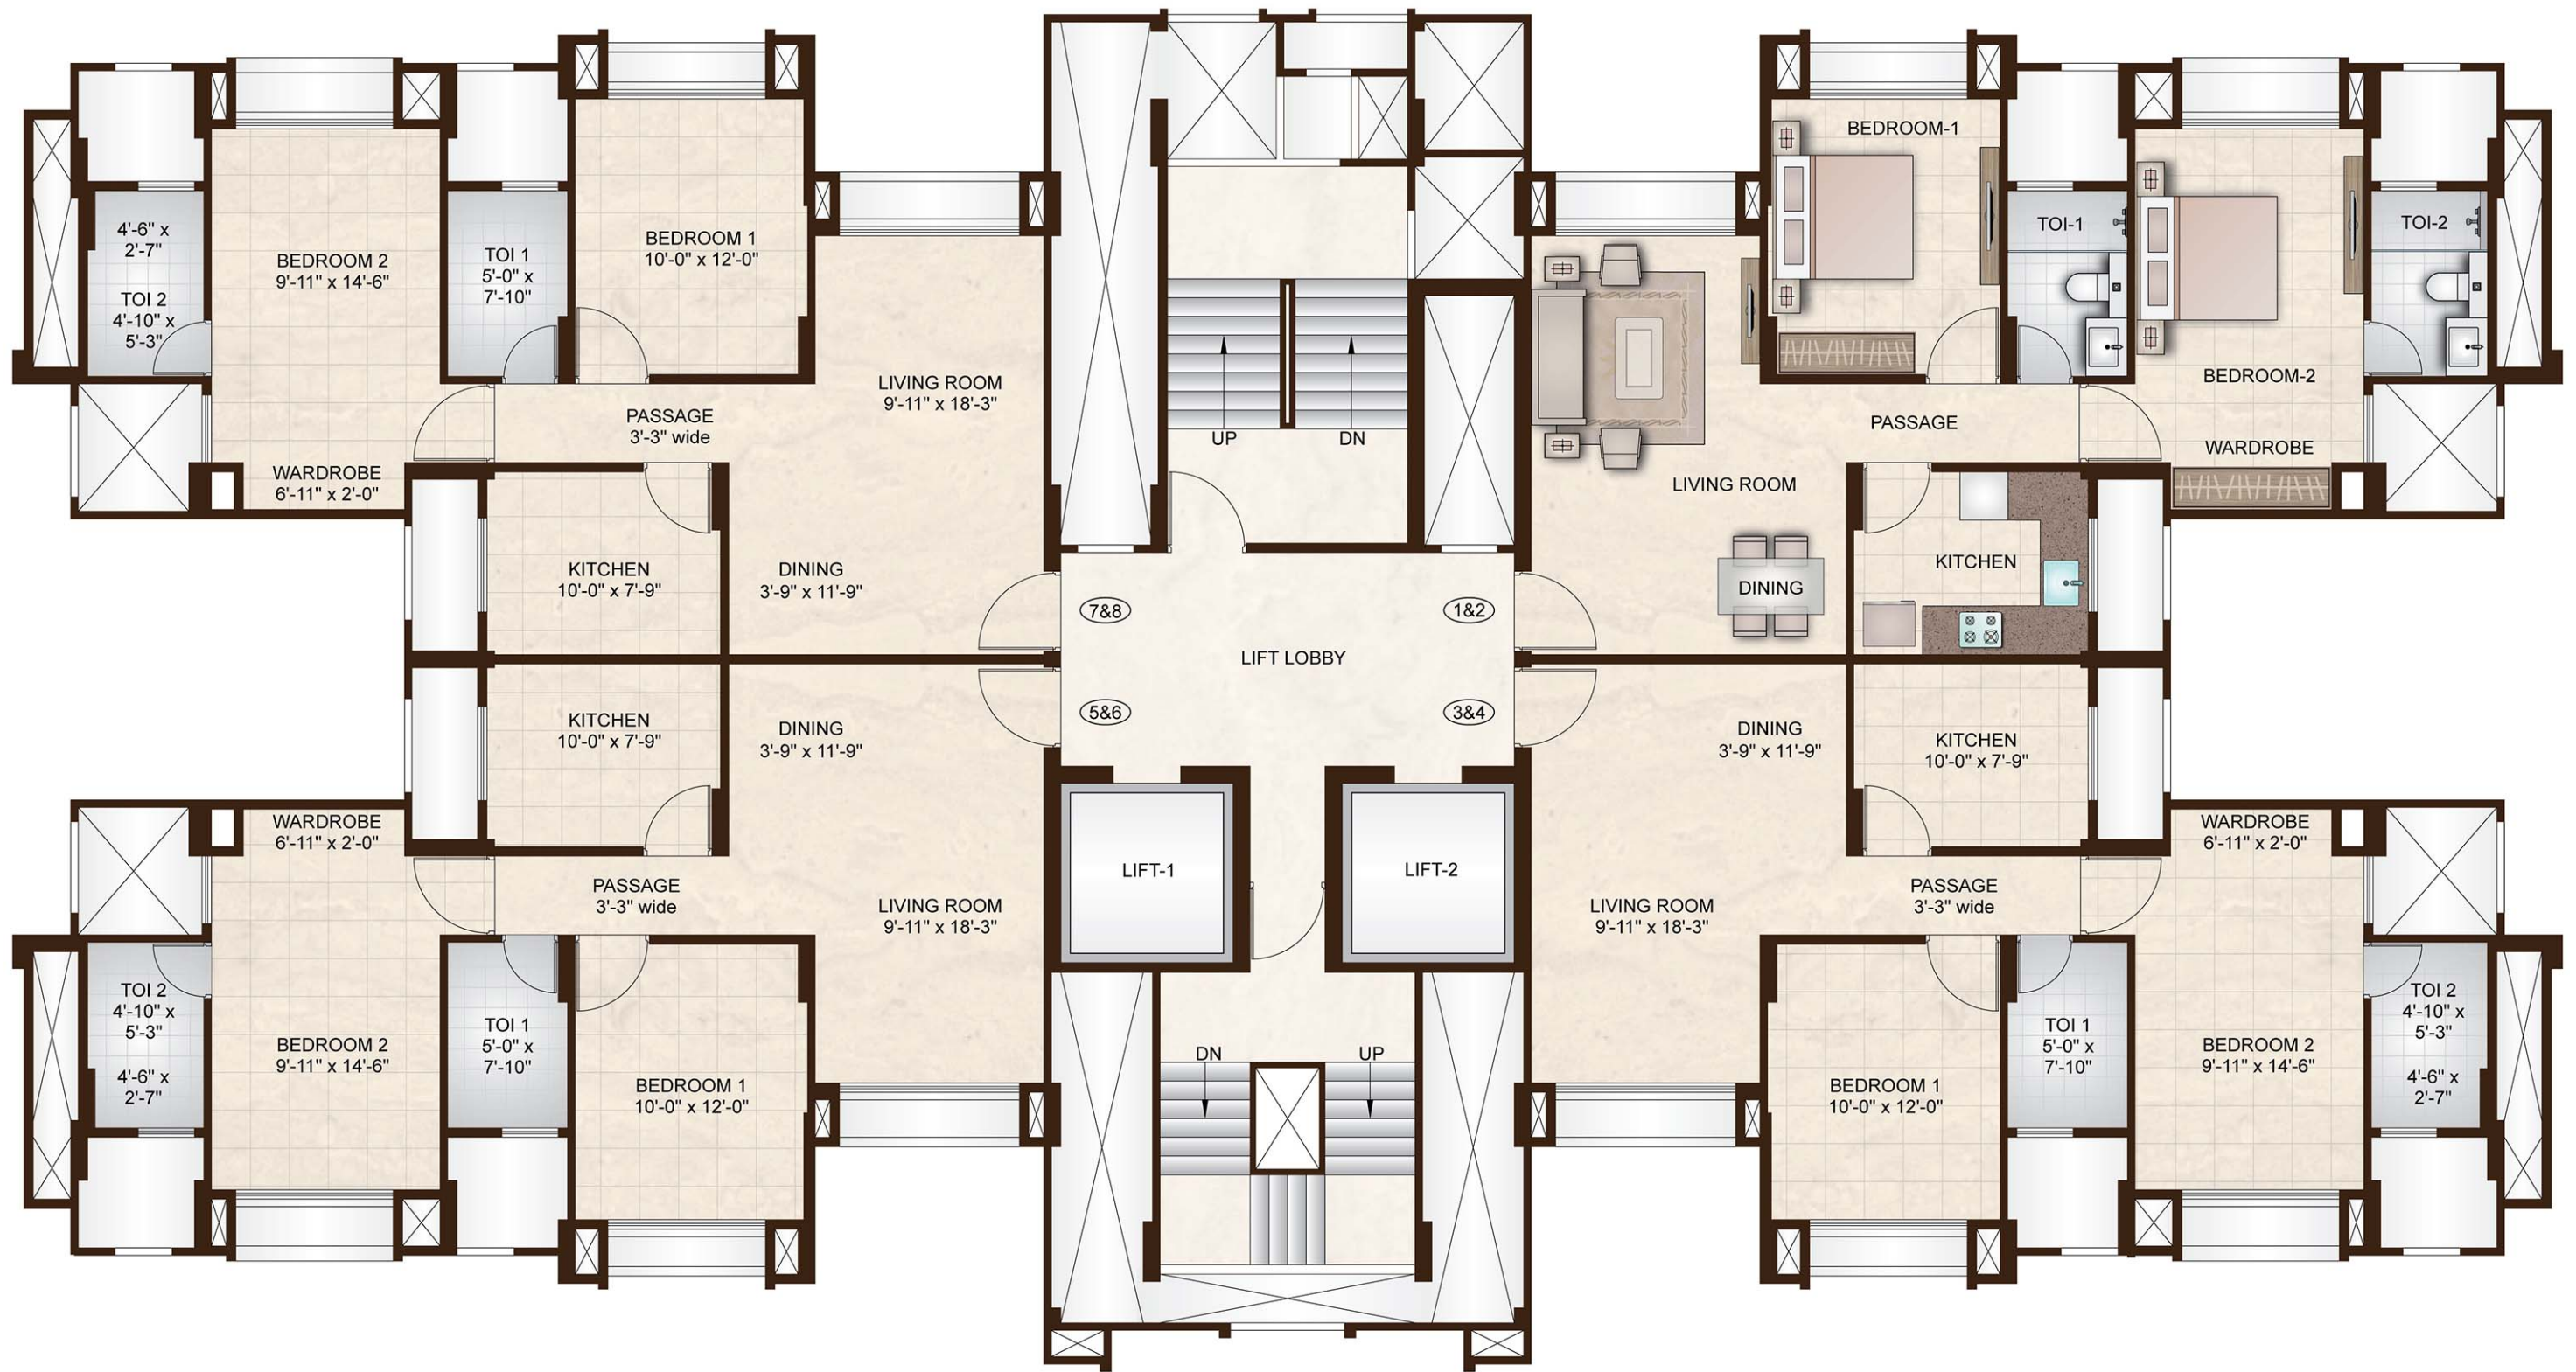 4'-6" x
2'-7"
TOI 2
4'-10" x
5'-3"
BEDROOM 2
9'-11" x 14'-6"
WARDROBE
6'-11" x 2'-0"
TOI 1
5'-0" x
7'-10"
BEDROOM 1
10'-0" x 12'-0"
PASSAGE
3'-3" wide
LIVING ROOM
9'-11" x 18'-3"
KITCHEN
10'-0" x 7'-9"
DINING
3'-9" x 11'-9"
UP
DN
BEDROOM-1
TOI-1
TOI-2
BEDROOM-2
PASSAGE
WARDROBE
LIVING ROOM
KITCHEN
DINING
7&8
1&2
LIFT LOBBY
5&6
3&4
KITCHEN
10'-0" x 7'-9"
DINING
3'-9" x 11'-9"
WARDROBE
6'-11" x 2'-0"
PASSAGE
3'-3" wide
LIVING ROOM
9'-11" x 18'-3"
TOI 2
4'-10" x
5'-3"
4'-6" x
2'-7"
BEDROOM 2
9'-11" x 14'-6"
TOI 1
5'-0" x
7'-10"
BEDROOM 1
10'-0" x 12'-0"
LIFT-1
LIFT-2
DN
UP
DINING
3'-9" x 11'-9"
KITCHEN
10'-0" x 7'-9"
WARDROBE
6'-11" x 2'-0"
LIVING ROOM
9'-11" x 18'-3"
PASSAGE
3'-3" wide
BEDROOM 1
10'-0" x 12'-0"
TOI 1
5'-0" x
7'-10"
BEDROOM 2
9'-11" x 14'-6"
TOI 2
4'-10" x
5'-3"
4'-6" x
2'-7"